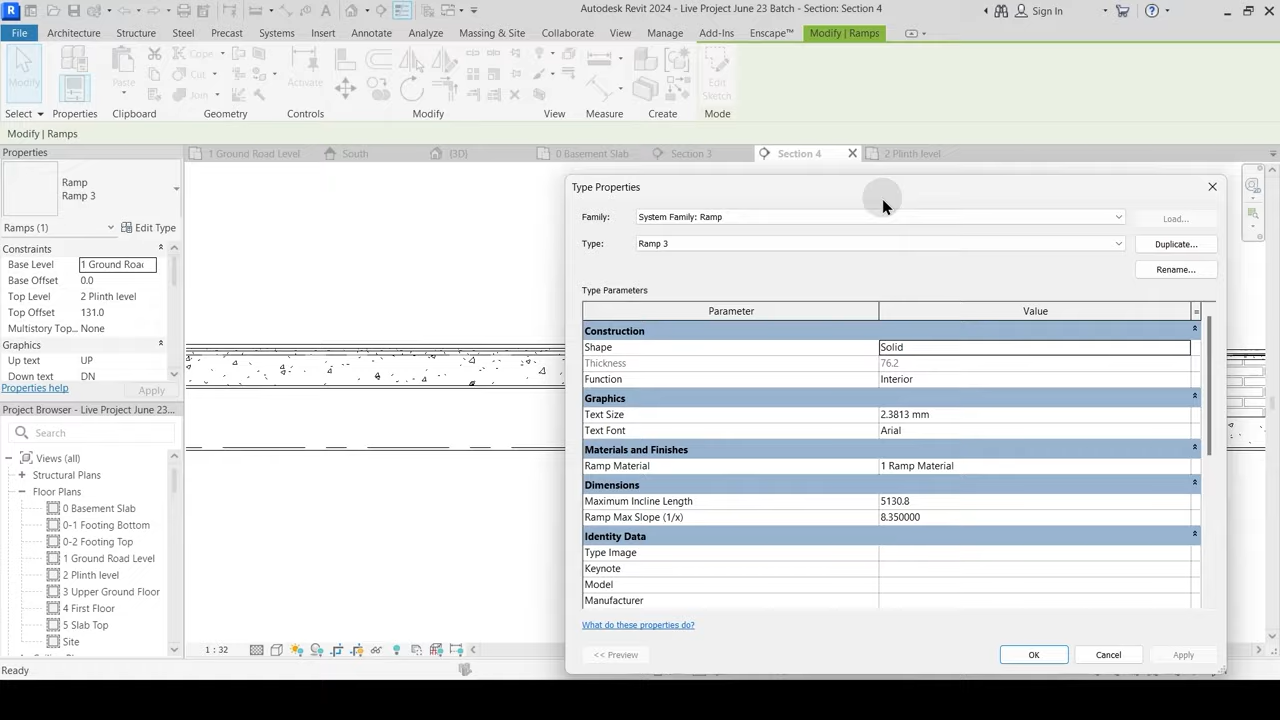 Autodesk Revit 2024 - Live Project June 23 Batch - Section: Section 4
Sign In
File Architecture Structure Steel Precast Systems Insert Annotate Analyze Massing & Site Collaborate View Manage Add-Ins Enscape™ Modify | Ramps
Modify Paste Cut Join Activate Edit Sketch
Select Properties Clipboard Geometry Controls Modify View Measure Create Mode
Modify | Ramps
Properties
1 Ground Road Level South {3D} 0 Basement Slab Section 3 Section 4 2 Plinth level
Ramp
Ramp 3
Ramps (1) Edit Type
Constraints
Base Level 1 Ground Road
Base Offset 0.0
Top Level 2 Plinth level
Top Offset 131.0
Multistory Top... None
Graphics
Up text UP
Down text DN
Properties help Apply
Project Browser - Live Project June 23...
Search
Views (all)
Structural Plans
Floor Plans
0 Basement Slab
0-1 Footing Bottom
0-2 Footing Top
1 Ground Road Level
2 Plinth level
3 Upper Ground Floor
4 First Floor
5 Slab Top
Site
1 : 32
Ready
Type Properties
Family: System Family: Ramp Load...
Type: Ramp 3 Duplicate...
Rename...
Type Parameters
Parameter Value =
Construction
Shape Solid
Thickness 76.2
Function Interior
Graphics
Text Size 2.3813 mm
Text Font Arial
Materials and Finishes
Ramp Material 1 Ramp Material
Dimensions
Maximum Incline Length 5130.8
Ramp Max Slope (1/x) 8.350000
Identity Data
Type Image
Keynote
Model
Manufacturer
What do these properties do?
<< Preview OK Cancel Apply